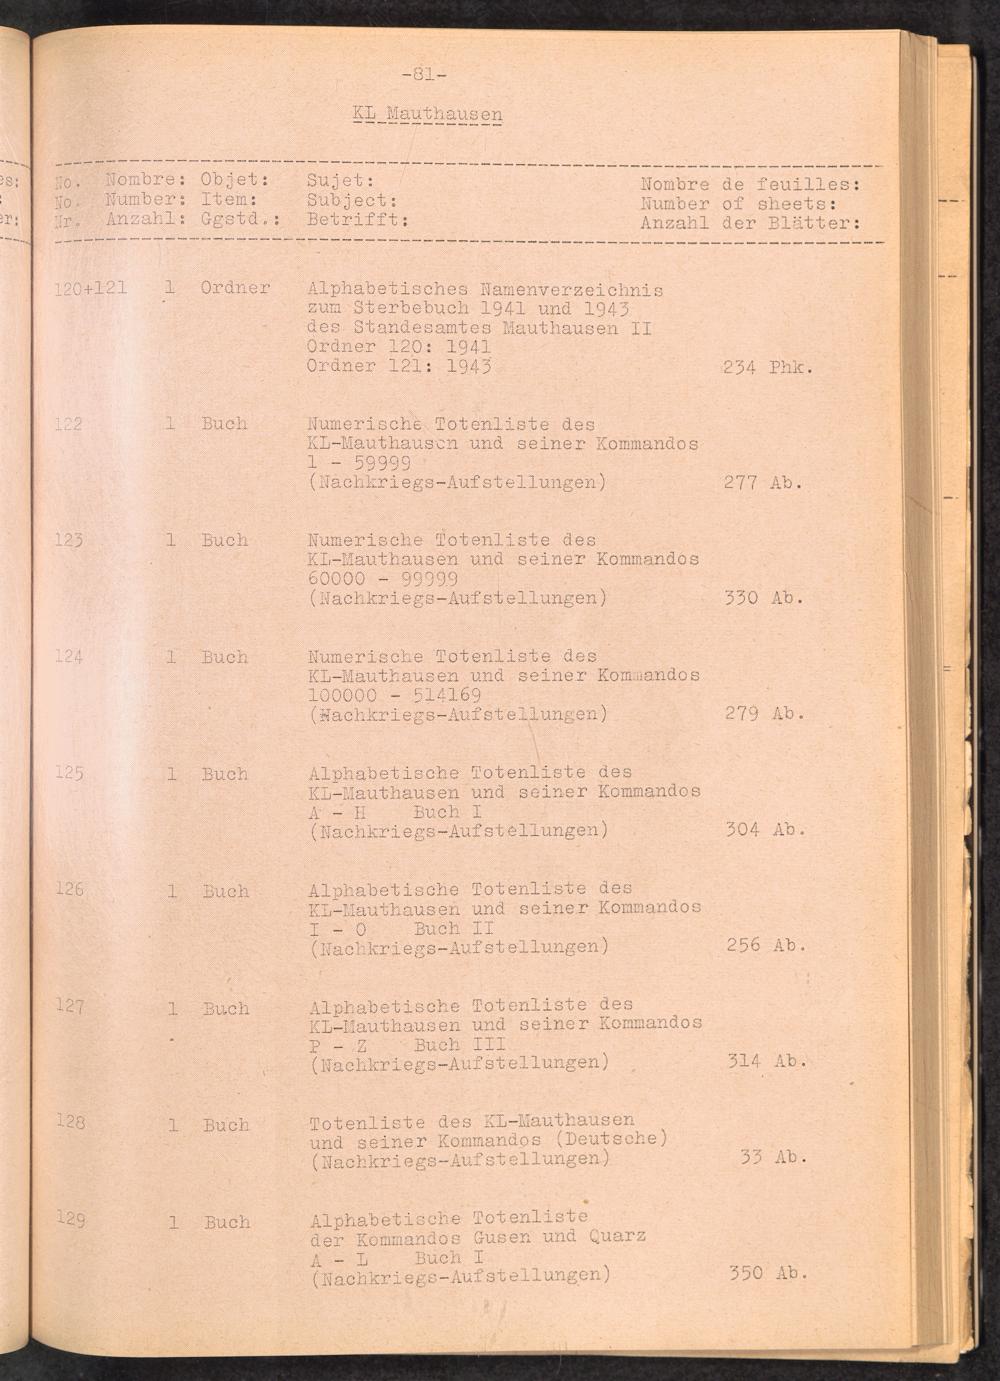 -81-
KL Mauthausen
No. Nombre: Objet: Sujet: Nombre de feuilles:
No. Number: Item: Subject: Number of sheets:
Nr. Anzahl: Ggstd.: Betrifft: Anzahl der Blätter:
120+121 1 Ordner Alphabetisches Namenverzeichnis
zum Sterbebuch 1941 und 1943
des Standesamtes Mauthausen II
Ordner 120: 1941
Ordner 121: 1943 234 Phk.
122 1 Buch Numerische Totenliste des
KL-Mauthausen und seiner Kommandos
1 - 59999
(Nachkriegs-Aufstellungen) 277 Ab.
123 1 Buch Numerische Totenliste des
KL-Mauthausen und seiner Kommandos
60000 - 99999
(Nachkriegs-Aufstellungen) 330 Ab.
124 1 Buch Numerische Totenliste des
KL-Mauthausen und seiner Kommandos
100000 - 514169
(Nachkriegs-Aufstellungen) 279 Ab.
125 1 Buch Alphabetische Totenliste des
KL-Mauthausen und seiner Kommandos
A - H Buch I
(Nachkriegs-Aufstellungen) 304 Ab.
126 1 Buch Alphabetische Totenliste des
KL-Mauthausen und seiner Kommandos
I - O Buch II
(Nachkriegs-Aufstellungen) 256 Ab.
127 1 Buch Alphabetische Totenliste des
KL-Mauthausen und seiner Kommandos
P - Z Buch III
(Nachkriegs-Aufstellungen) 314 Ab.
128 1 Buch Totenliste des KL-Mauthausen
und seiner Kommandos (Deutsche)
(Nachkriegs-Aufstellungen) 33 Ab.
129 1 Buch Alphabetische Totenliste
der Kommandos Gusen und Quarz
A - L Buch I
(Nachkriegs-Aufstellungen) 350 Ab.